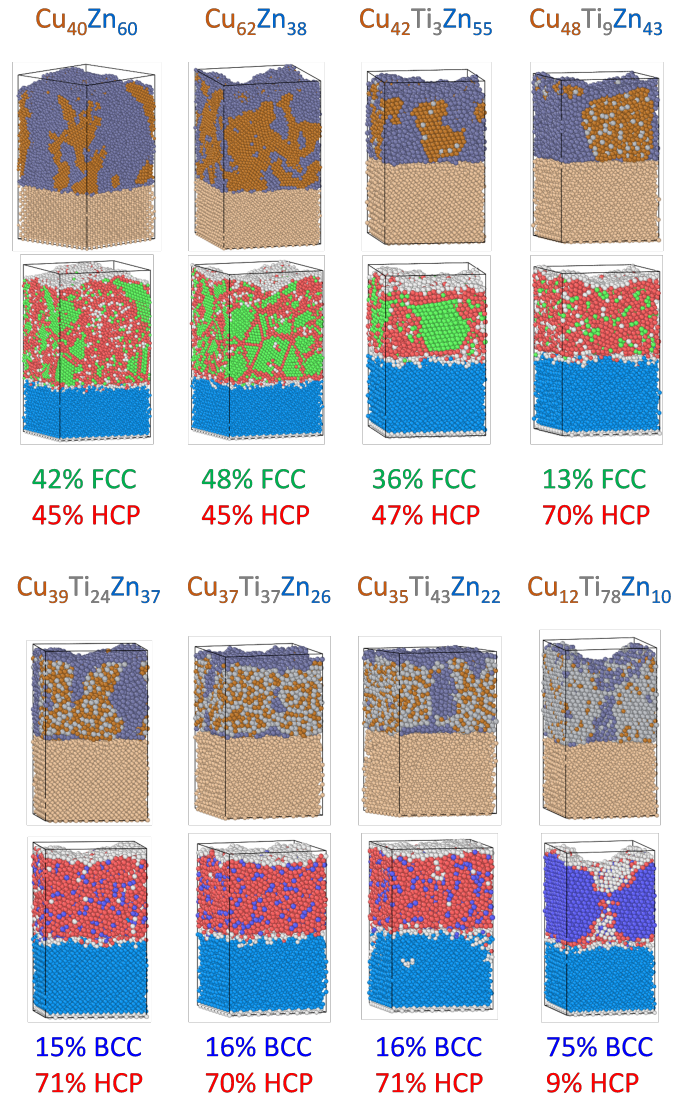 Cu40Zn60 Cu62Zn38 Cu42Ti3Zn55 Cu48Ti9Zn43
42% FCC 48% FCC 36% FCC 13% FCC
45% HCP 45% HCP 47% HCP 70% HCP
Cu39Ti24Zn37 Cu37Ti37Zn26 Cu35Ti43Zn22 Cu12Ti78Zn10
15% BCC 16% BCC 16% BCC 75% BCC
71% HCP 70% HCP 71% HCP 9% HCP